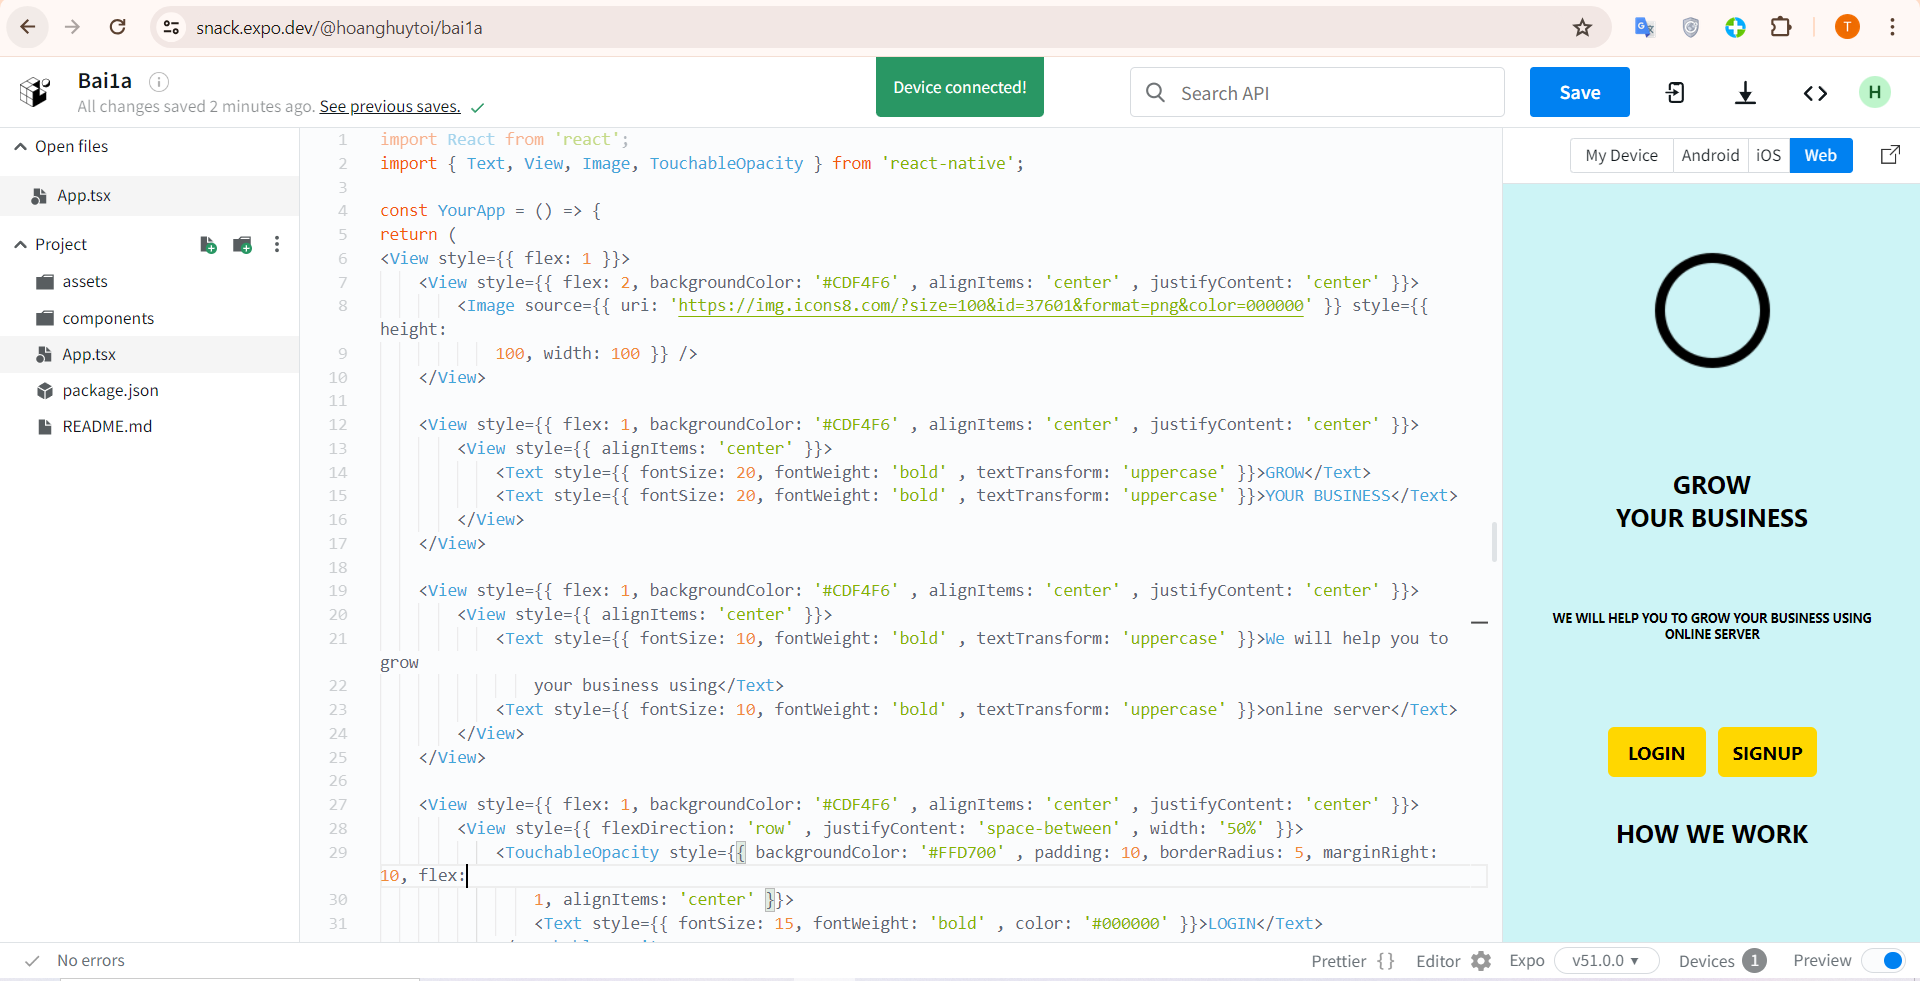 snack.expo.dev/@hoanghuytoi/bai1a
T
Bai1a
All changes saved 2 minutes ago. See previous saves.
Device connected!
Search API
Save
H
Open files
App.tsx
Project
assets
components
App.tsx
package.json
README.md
1 import React from 'react';
2 import { Text, View, Image, TouchableOpacity } from 'react-native';
3
4 const YourApp = () => {
5 return (
6 <View style={{ flex: 1 }}>
7 <View style={{ flex: 2, backgroundColor: '#CDF4F6' , alignItems: 'center' , justifyContent: 'center' }}>
8 <Image source={{ uri: 'https://img.icons8.com/?size=100&id=37601&format=png&color=000000' }} style={{
height:
9 100, width: 100 }} />
10 </View>
11
12 <View style={{ flex: 1, backgroundColor: '#CDF4F6' , alignItems: 'center' , justifyContent: 'center' }}>
13 <View style={{ alignItems: 'center' }}>
14 <Text style={{ fontSize: 20, fontWeight: 'bold' , textTransform: 'uppercase' }}>GROW</Text>
15 <Text style={{ fontSize: 20, fontWeight: 'bold' , textTransform: 'uppercase' }}>YOUR BUSINESS</Text>
16 </View>
17 </View>
18
19 <View style={{ flex: 1, backgroundColor: '#CDF4F6' , alignItems: 'center' , justifyContent: 'center' }}>
20 <View style={{ alignItems: 'center' }}>
21 <Text style={{ fontSize: 10, fontWeight: 'bold' , textTransform: 'uppercase' }}>We will help you to
grow
22 your business using</Text>
23 <Text style={{ fontSize: 10, fontWeight: 'bold' , textTransform: 'uppercase' }}>online server</Text>
24 </View>
25 </View>
26
27 <View style={{ flex: 1, backgroundColor: '#CDF4F6' , alignItems: 'center' , justifyContent: 'center' }}>
28 <View style={{ flexDirection: 'row' , justifyContent: 'space-between' , width: '50%' }}>
29 <TouchableOpacity style={{ backgroundColor: '#FFD700' , padding: 10, borderRadius: 5, marginRight:
10, flex:
30 1, alignItems: 'center' }}>
31 <Text style={{ fontSize: 15, fontWeight: 'bold' , color: '#000000' }}>LOGIN</Text>
My Device Android iOS Web
GROW
YOUR BUSINESS
WE WILL HELP YOU TO GROW YOUR BUSINESS USING
ONLINE SERVER
LOGIN SIGNUP
HOW WE WORK
No errors
Prettier { } Editor Expo v51.0.0 Devices 1 Preview